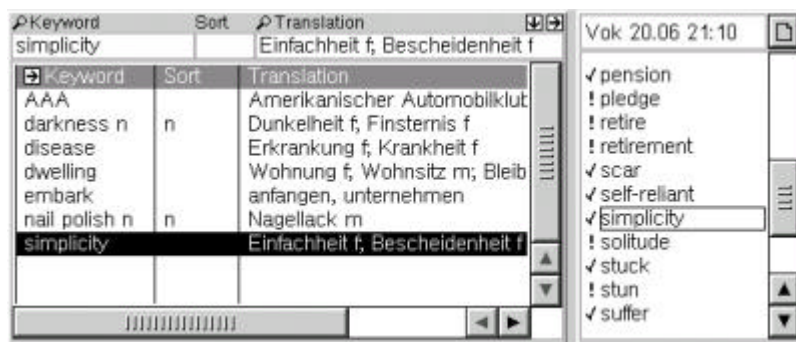 Keyword Sort Translation
simplicity Einfachheit f; Bescheidenheit f
Keyword Sort Translation
AAA Amerikanischer Automobilklut
darkness n n Dunkelheit f, Finsternis f
disease Erkrankung f; Krankheit f
dwelling Wohnung f; Wohnsitz m; Bleib
embark anfangen, unternehmen
nail polish n n Nagellack m
simplicity Einfachheit f; Bescheidenheit f
Vok 20.06 21:10
✓ pension
! pledge
! retire
! retirement
✓ scar
✓ self-reliant
✓ simplicity
! solitude
✓ stuck
! stun
✓ suffer